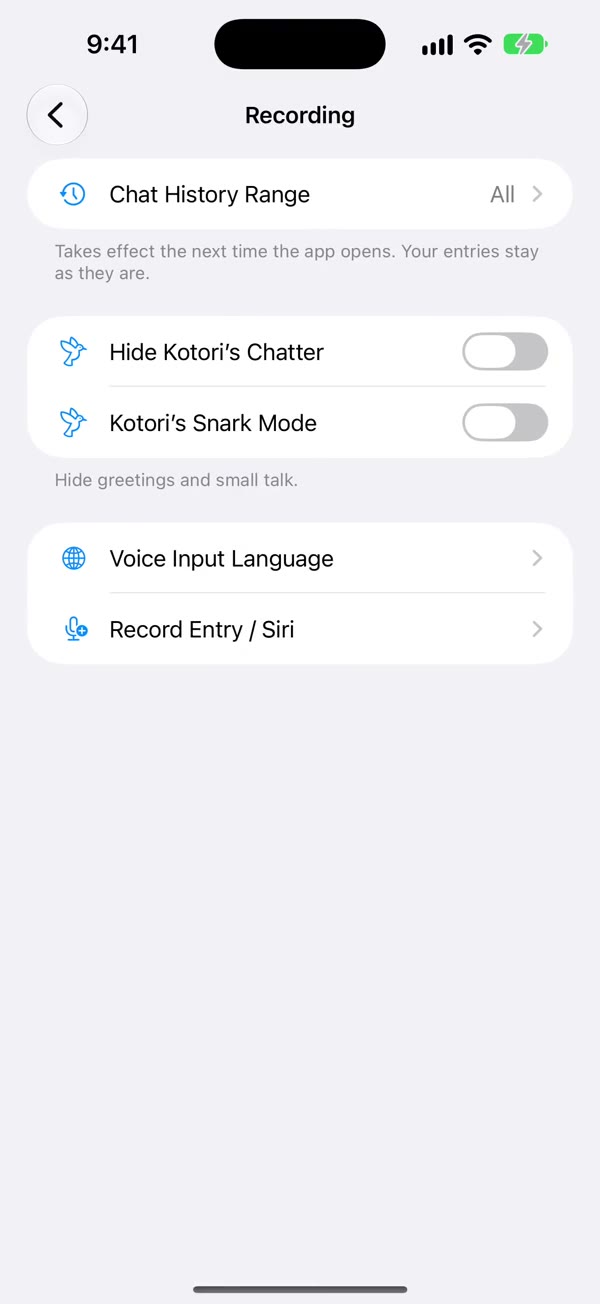 9:41
Recording
Chat History Range
All
Takes effect the next time the app opens. Your entries stay
as they are.
Hide Kotori’s Chatter
Kotori’s Snark Mode
Hide greetings and small talk.
Voice Input Language
Record Entry / Siri